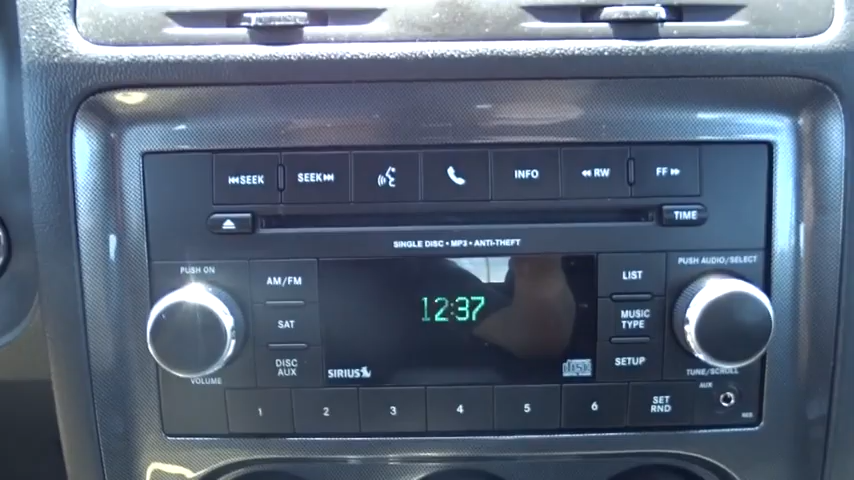 ⏮SEEK SEEK⏭ INFO ◀◀RW FF▶▶
TIME
SINGLE DISC • MP3 • ANTI-THEFT
PUSH ON
PUSH AUDIO/SELECT
AM/FM
LIST
12:37
SAT
MUSIC
TYPE
DISC
AUX
SETUP
SIRIUS
disc
VOLUME
TUNE/SCROLL
AUX
1 2 3 4 5 6 SET
RND